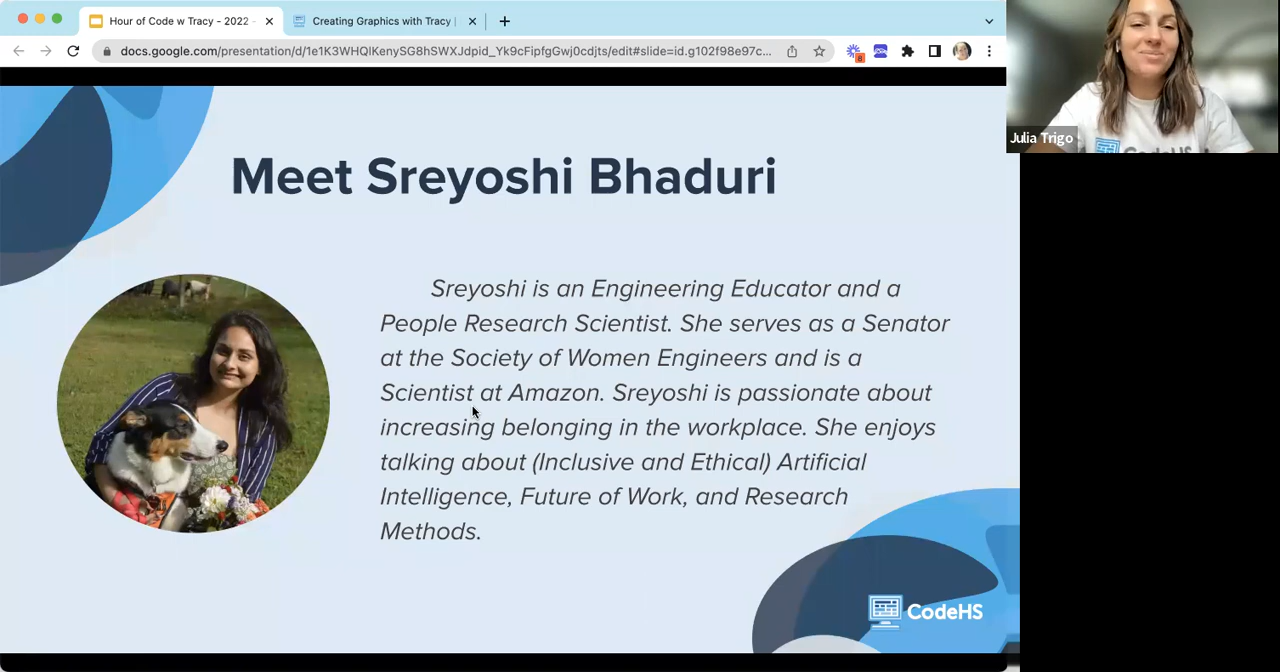 Hour of Code w Tracy - 2022 -
Creating Graphics with Tracy |
docs.google.com/presentation/d/1e1K3WHQlKenySG8hSWXJdpid_Yk9cFipfgGwj0cdjts/edit#slide=id.g102f98e97c...
8
Julia Trigo
CodeHS
Meet Sreyoshi Bhaduri
Sreyoshi is an Engineering Educator and a
People Research Scientist. She serves as a Senator
at the Society of Women Engineers and is a
Scientist at Amazon. Sreyoshi is passionate about
increasing belonging in the workplace. She enjoys
talking about (Inclusive and Ethical) Artificial
Intelligence, Future of Work, and Research
Methods.
CodeHS